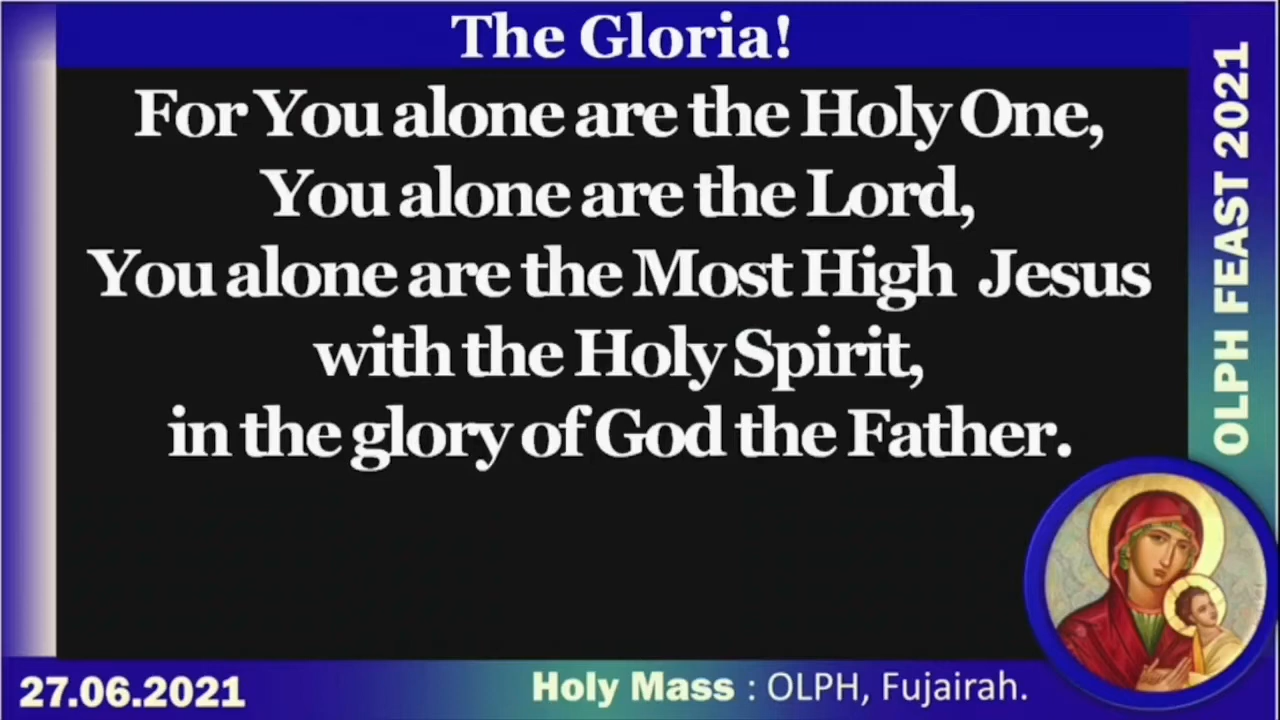 The Gloria!
For You alone are the Holy One,
You alone are the Lord,
You alone are the Most High Jesus
with the Holy Spirit,
in the glory of God the Father.
OLPH FEAST 2021
27.06.2021
Holy Mass : OLPH, Fujairah.